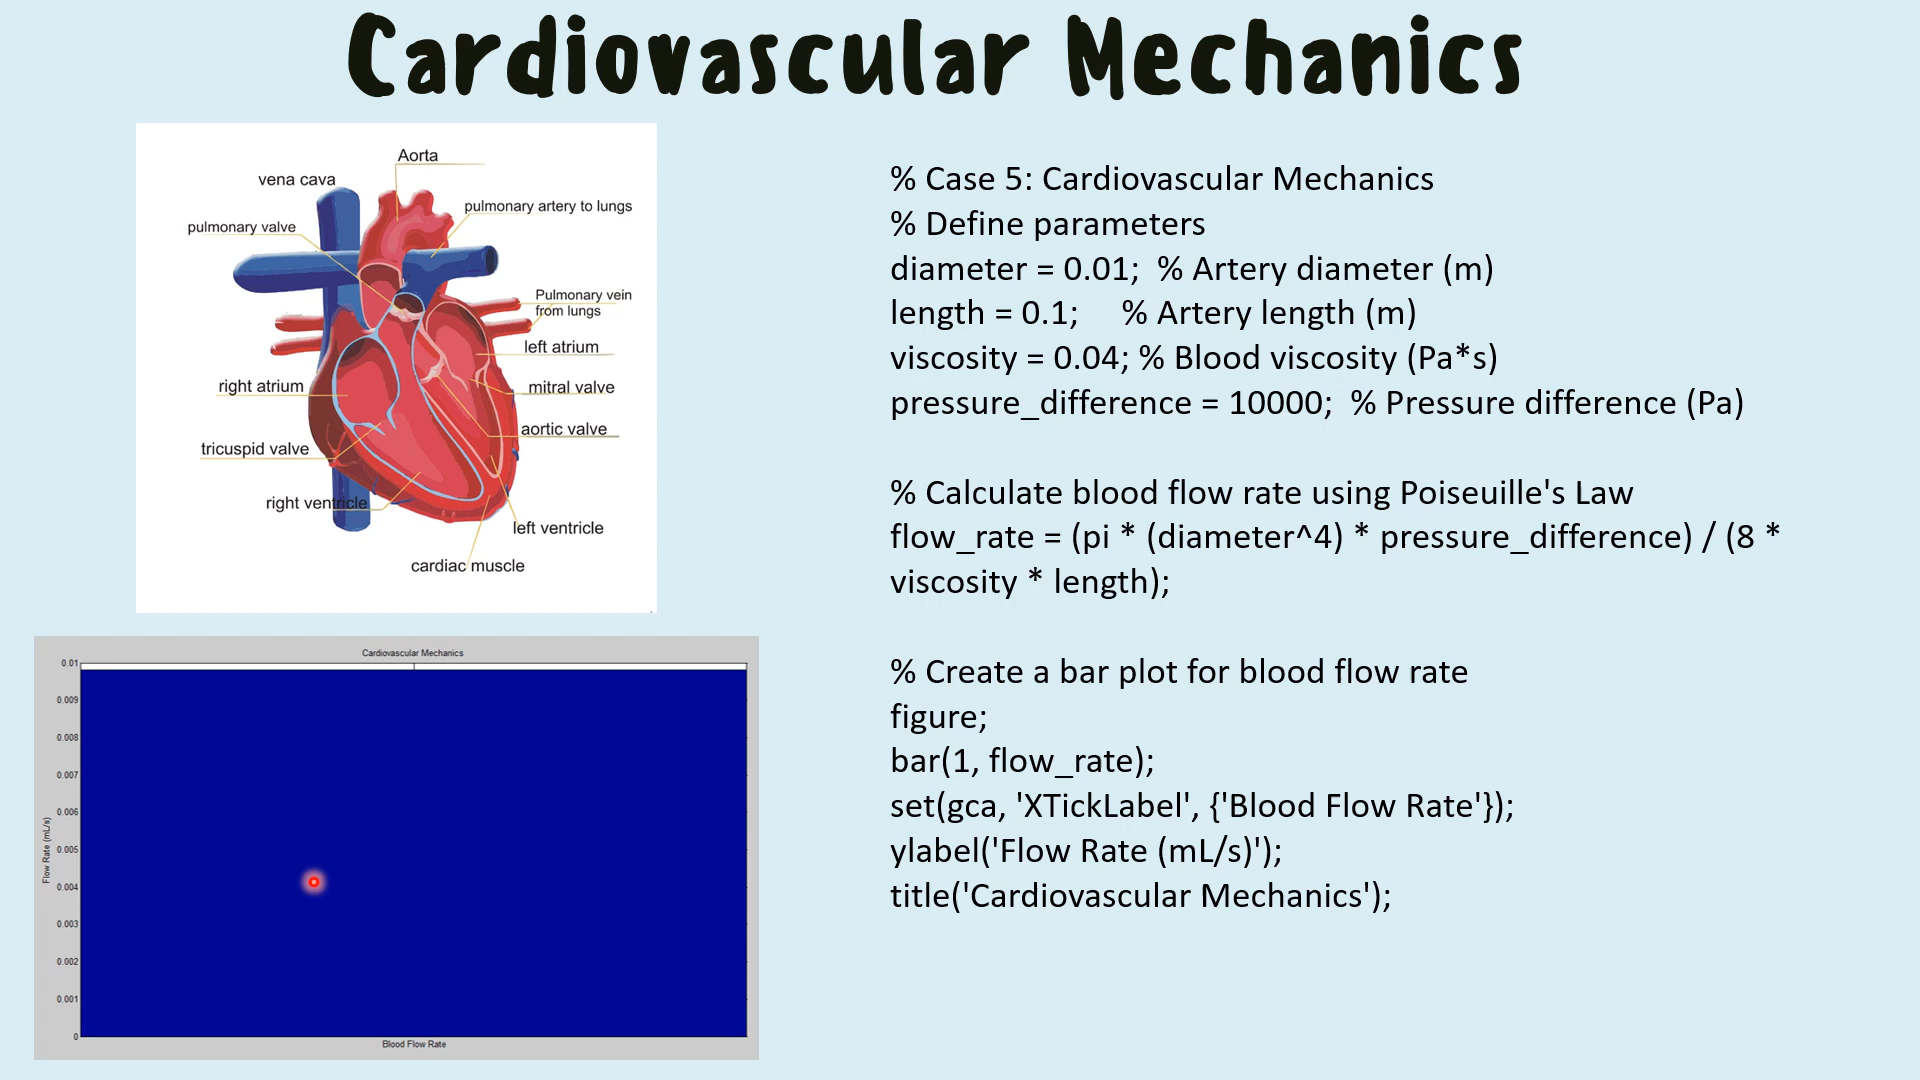 Cardiovascular Mechanics
Aorta
vena cava
pulmonary artery to lungs
pulmonary valve
Pulmonary vein
from lungs
left atrium
right atrium
mitral valve
aortic valve
tricuspid valve
right ventricle
left ventricle
cardiac muscle
Cardiovascular Mechanics
0.01
0.009
0.008
0.007
0.006
0.005
0.004
0.003
0.002
0.001
0
Flow Rate (mL/s)
Blood Flow Rate
% Case 5: Cardiovascular Mechanics
% Define parameters
diameter = 0.01;  % Artery diameter (m)
length = 0.1;     % Artery length (m)
viscosity = 0.04; % Blood viscosity (Pa*s)
pressure_difference = 10000;  % Pressure difference (Pa)
% Calculate blood flow rate using Poiseuille's Law
flow_rate = (pi * (diameter^4) * pressure_difference) / (8 *
viscosity * length);
% Create a bar plot for blood flow rate
figure;
bar(1, flow_rate);
set(gca, 'XTickLabel', {'Blood Flow Rate'});
ylabel('Flow Rate (mL/s)');
title('Cardiovascular Mechanics');